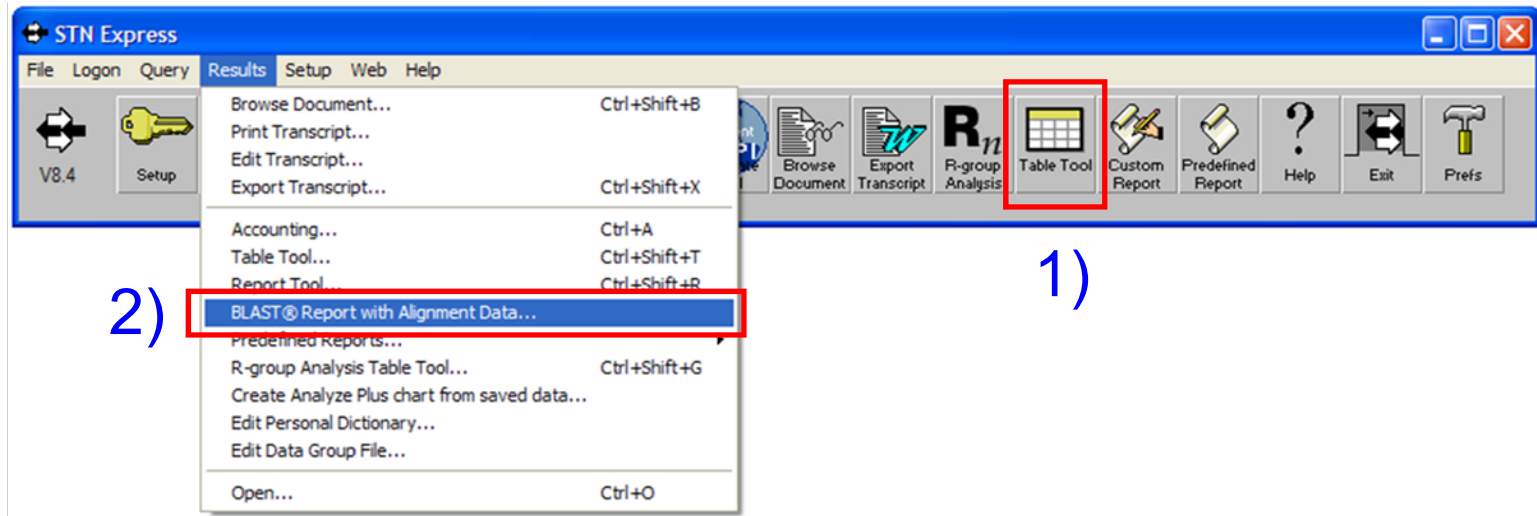 STN Express
File Logon Query Results Setup Web Help
V8.4
Setup
Browse Document... Ctrl+Shift+B
Print Transcript...
Edit Transcript...
Export Transcript... Ctrl+Shift+X
Accounting... Ctrl+A
Table Tool... Ctrl+Shift+T
Report Tool... Ctrl+Shift+R
BLAST® Report with Alignment Data...
Predefined Reports...
R-group Analysis Table Tool... Ctrl+Shift+G
Create Analyze Plus chart from saved data...
Edit Personal Dictionary...
Edit Data Group File...
Open... Ctrl+O
Browse
Document
Export
Transcript
Rn
R-group
Analysis
Table Tool
Custom
Report
Predefined
Report
?
Help
Exit
Prefs
1)
2)